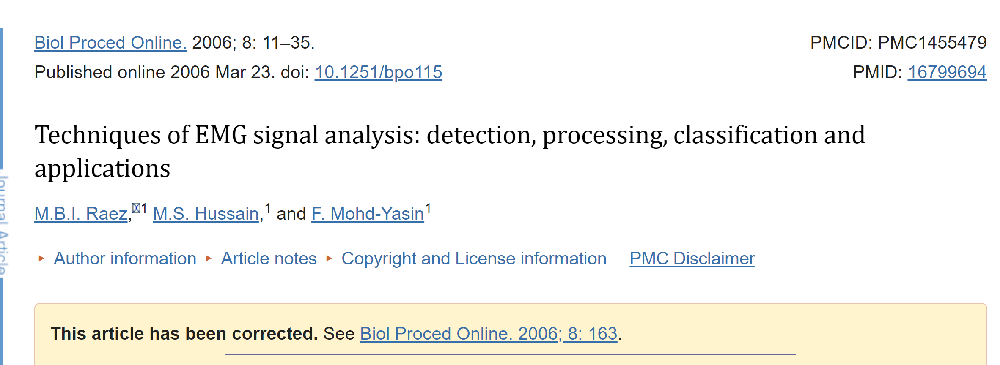 Biol Proced Online. 2006; 8: 11–35.
PMCID: PMC1455479
Published online 2006 Mar 23. doi: 10.1251/bpo115
PMID: 16799694
Techniques of EMG signal analysis: detection, processing, classification and
applications
M.B.I. Raez,1 M.S. Hussain,1 and F. Mohd-Yasin1
Author information Article notes Copyright and License information PMC Disclaimer
This article has been corrected. See Biol Proced Online. 2006; 8: 163.
Journal Article